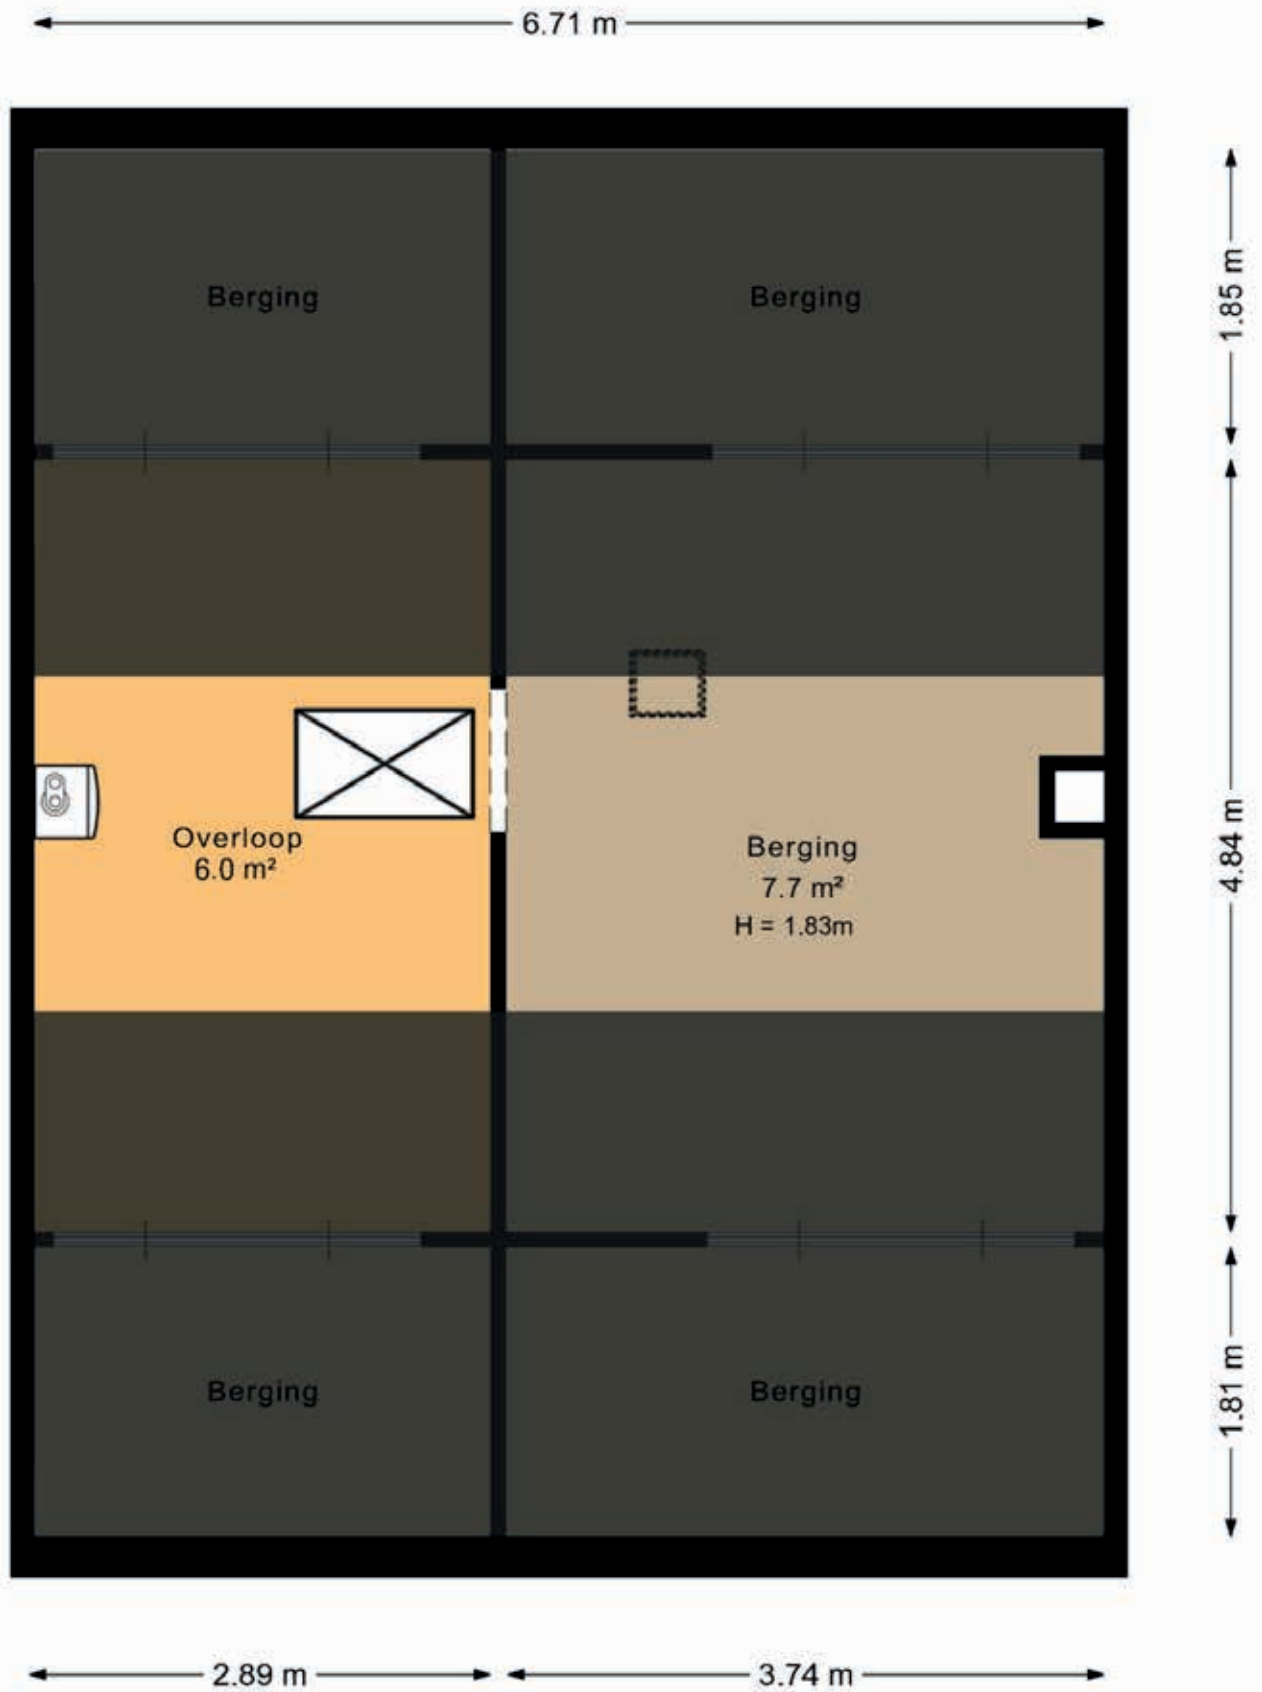 6.71 m
Berging
Berging
1.85 m
Overloop
6.0 m²
Berging
7.7 m²
H = 1.83m
4.84 m
Berging
Berging
1.81 m
2.89 m
3.74 m